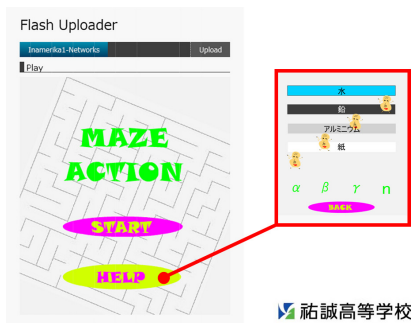 Flash Uploader
Inamerika1-Networks
Upload
Play
MAZE
ACTION
START
HELP
水
鉛
アルミニウム
紙
α β γ n
BACK
祐誠高等学校